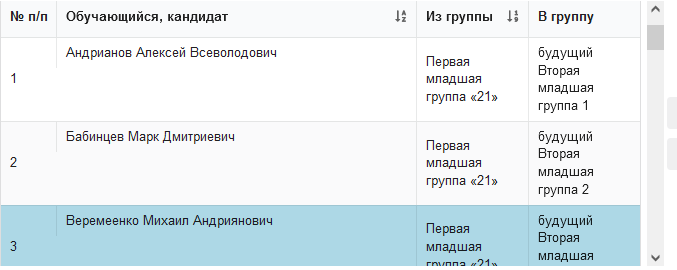 № п/п Обучающийся, кандидат Из группы В группу
1 Андрианов Алексей Всеволодович Первая младшая группа «21» будущий Вторая младшая группа 1
2 Бабинцев Марк Дмитриевич Первая младшая группа «21» будущий Вторая младшая группа 2
3 Веремеенко Михаил Андриянович Первая младшая группа «21» будущий Вторая младшая